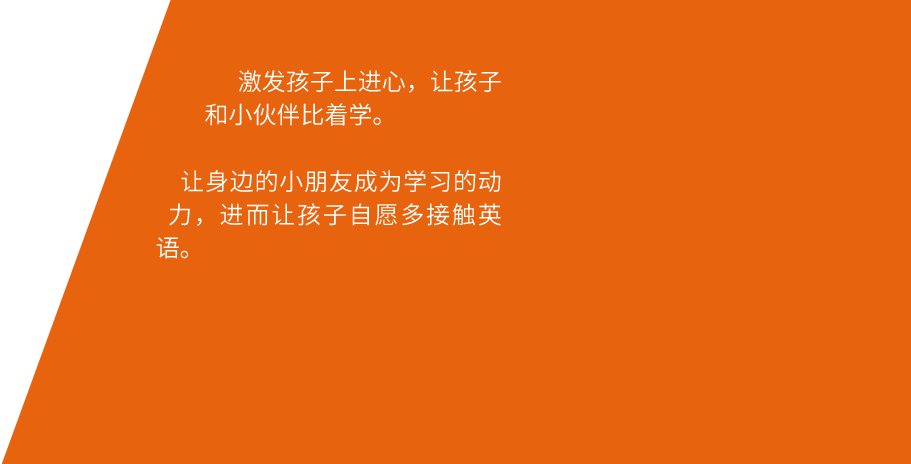 激发孩子上进心，让孩子
和小伙伴比着学。
让身边的小朋友成为学习的动
力，进而让孩子自愿多接触英
语。